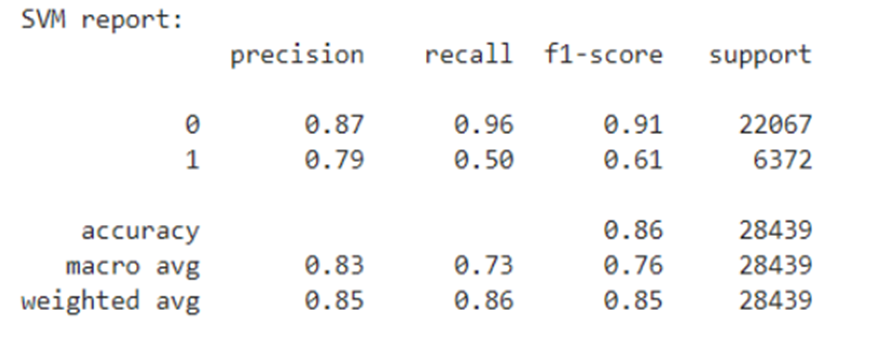 SVM report:
precision recall f1-score support
0 0.87 0.96 0.91 22067
1 0.79 0.50 0.61 6372
accuracy 0.86 28439
macro avg 0.83 0.73 0.76 28439
weighted avg 0.85 0.86 0.85 28439